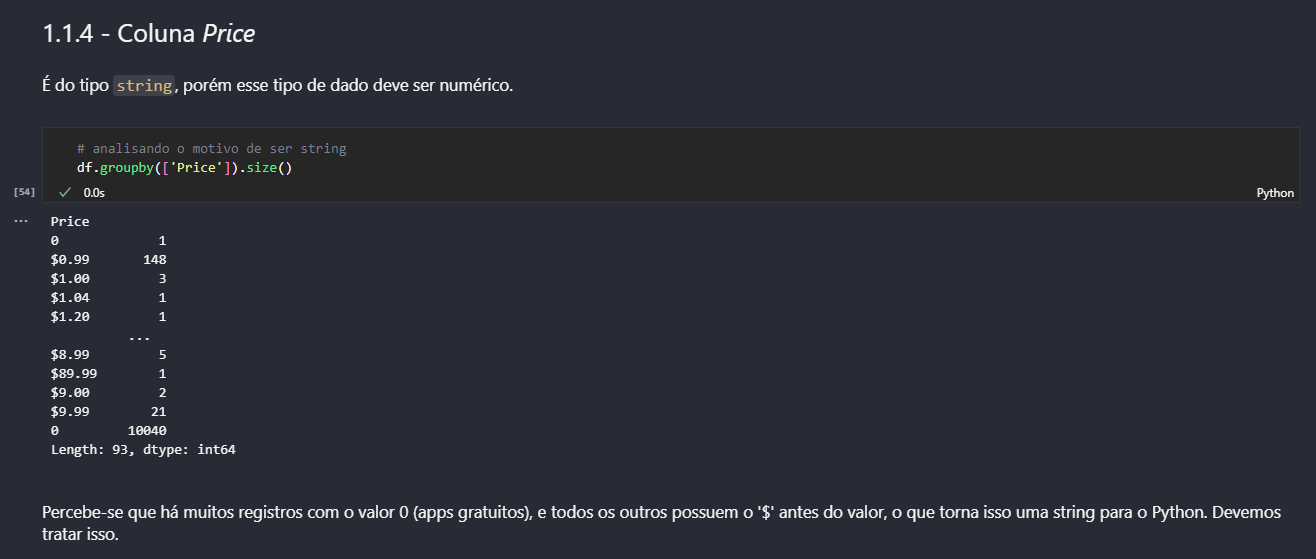 1.1.4 - Coluna Price
É do tipo string, porém esse tipo de dado deve ser numérico.
# analisando o motivo de ser string
df.groupby(['Price']).size()
[54]
0.0s
Python
...
Price
0 1
$0.99 148
$1.00 3
$1.04 1
$1.20 1
...
$8.99 5
$89.99 1
$9.00 2
$9.99 21
0 10040
Length: 93, dtype: int64
Percebe-se que há muitos registros com o valor 0 (apps gratuitos), e todos os outros possuem o '$' antes do valor, o que torna isso uma string para o Python. Devemos
tratar isso.